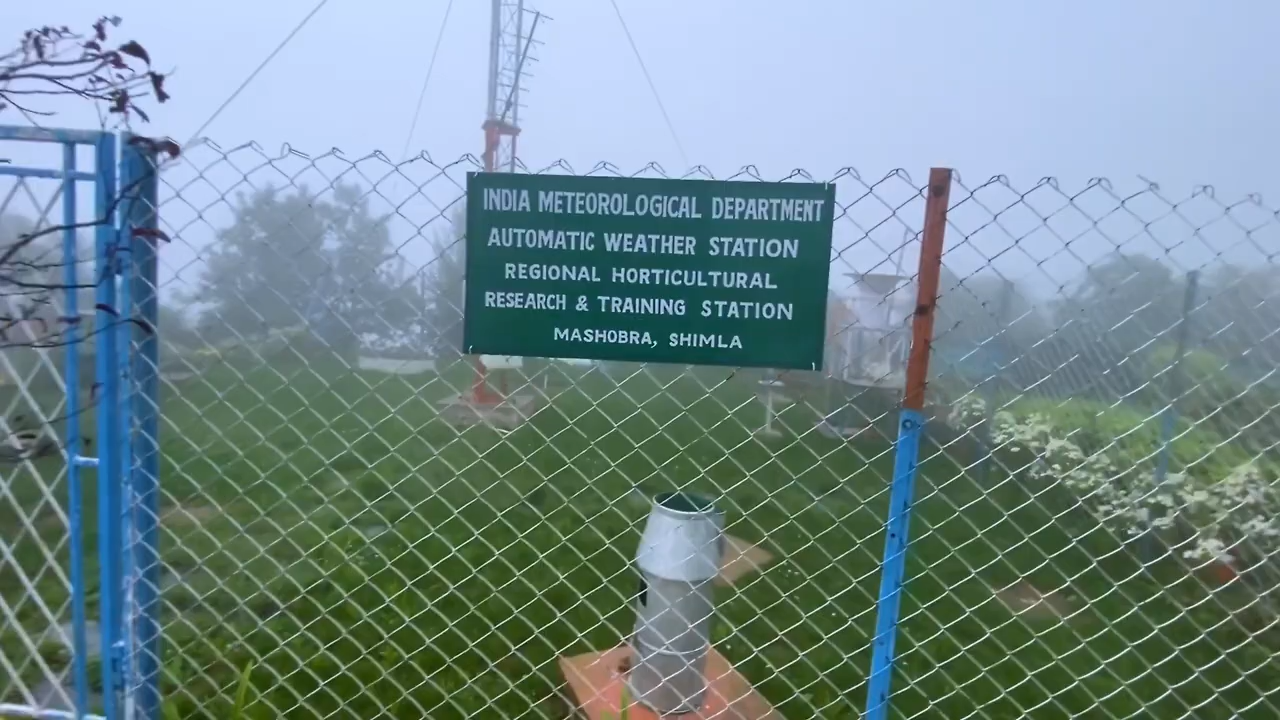 INDIA METEOROLOGICAL DEPARTMENT
AUTOMATIC WEATHER STATION
REGIONAL HORTICULTURAL
RESEARCH & TRAINING STATION
MASHOBRA, SHIMLA